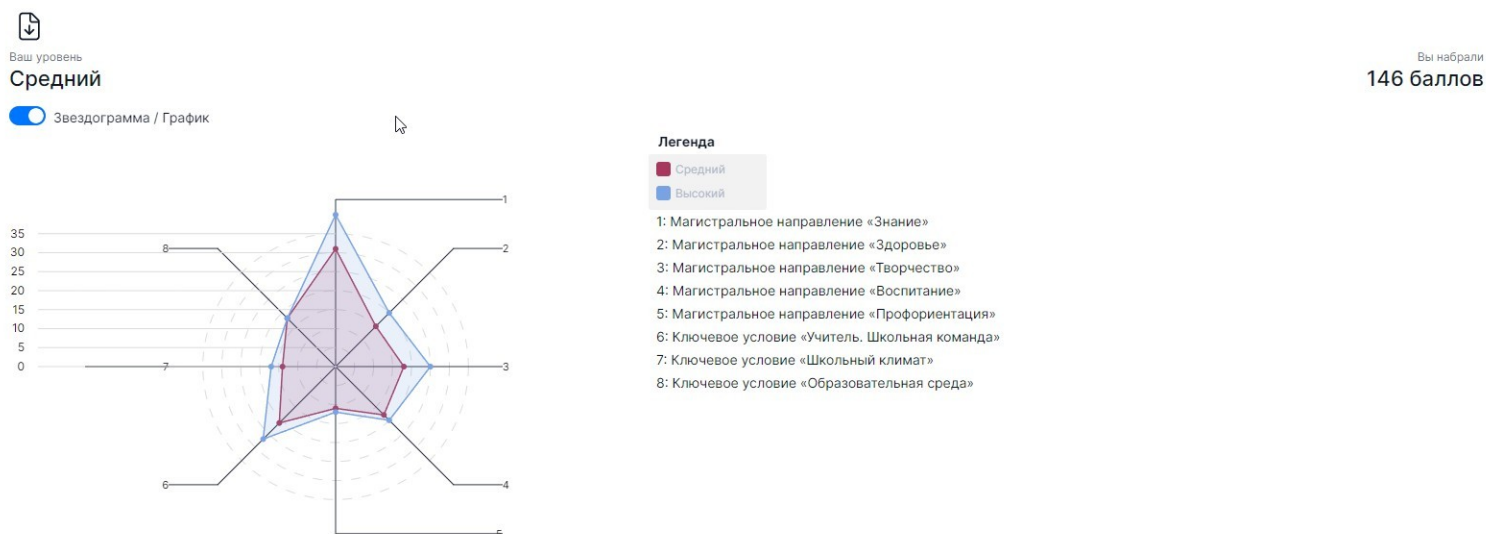 Ваш уровень
Средний
Вы набрали
146 баллов
Звездограмма / График
Легенда
Средний
Высокий
1: Магистральное направление «Знание»
2: Магистральное направление «Здоровье»
3: Магистральное направление «Творчество»
4: Магистральное направление «Воспитание»
5: Магистральное направление «Профориентация»
6: Ключевое условие «Учитель. Школьная команда»
7: Ключевое условие «Школьный климат»
8: Ключевое условие «Образовательная среда»
35
30
25
20
15
10
5
0
1
2
3
4
5
6
7
8